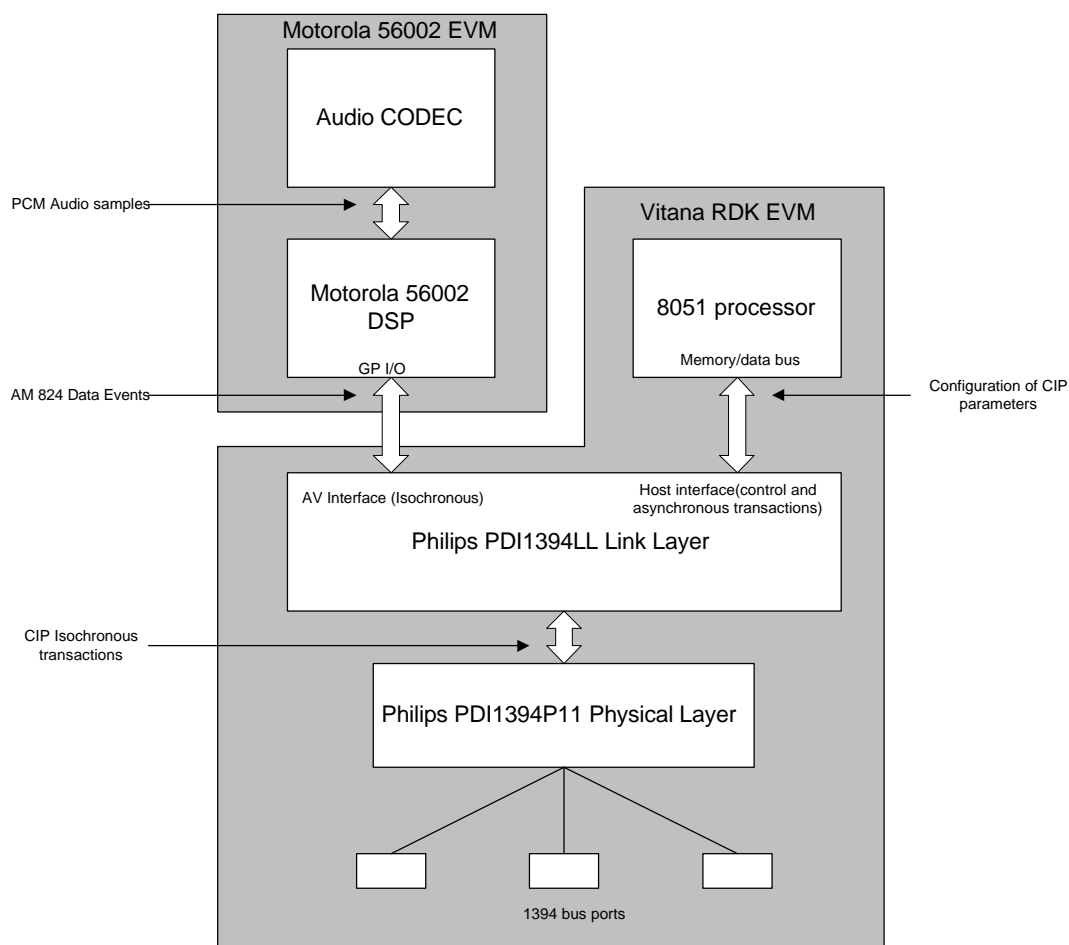 Motorola 56002 EVM
Audio CODEC
PCM Audio samples
Vitana RDK EVM
Motorola 56002
DSP
GP I/O
8051 processor
Memory/data bus
AM 824 Data Events
Configuration of CIP
parameters
AV Interface (Isochronous)
Host interface(control and
asynchronous transactions)
Philips PDI1394LL Link Layer
CIP Isochronous
transactions
Philips PDI1394P11 Physical Layer
1394 bus ports